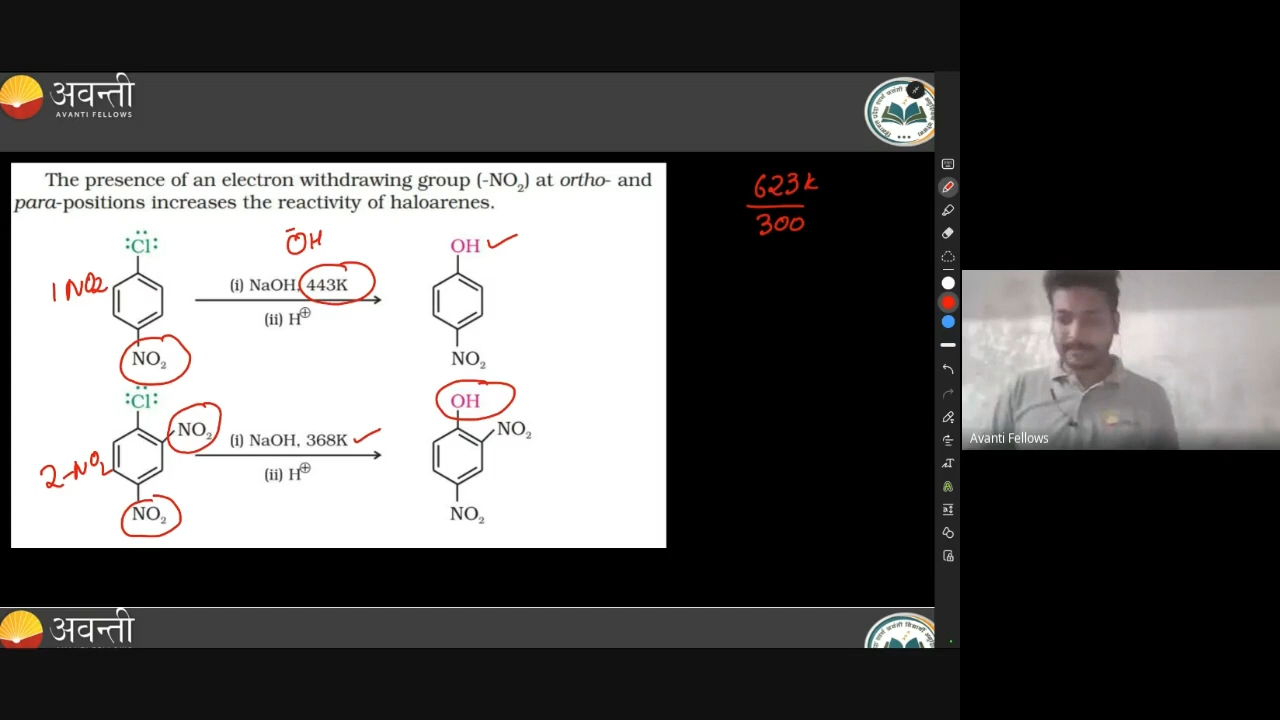 अवन्ती
AVANTI FELLOWS
The presence of an electron withdrawing group (-NO₂) at ortho- and
para-positions increases the reactivity of haloarenes.
623K
300
:C̈l:
ŌH
OH
1 NO₂
(i) NaOH, 443K
(ii) H⊕
NO₂
NO₂
:C̈l:
OH
NO₂
(i) NaOH, 368K
NO₂
2-NO₂
(ii) H⊕
NO₂
NO₂
Avanti Fellows
अवन्ती
AVANTI FELLOWS